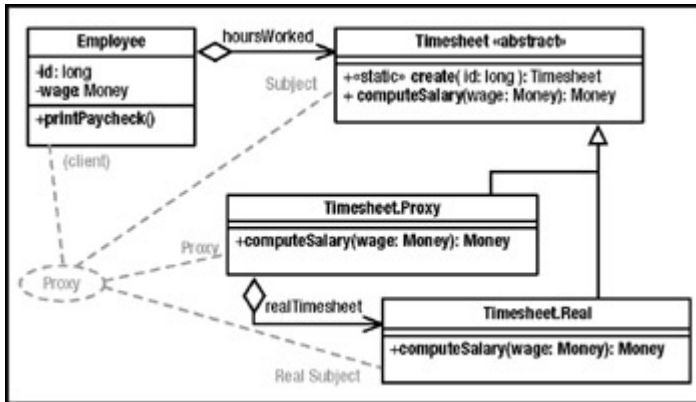 Employee
-id: long
-wage: Money
+printPaycheck()
hoursWorked
Timesheet «abstract»
+«static» create( id: long ): Timesheet
+ computeSalary(wage: Money): Money
Subject
(client)
Timesheet.Proxy
+computeSalary(wage: Money): Money
Proxy
Proxy
realTimesheet
Timesheet.Real
+computeSalary(wage: Money): Money
Real Subject